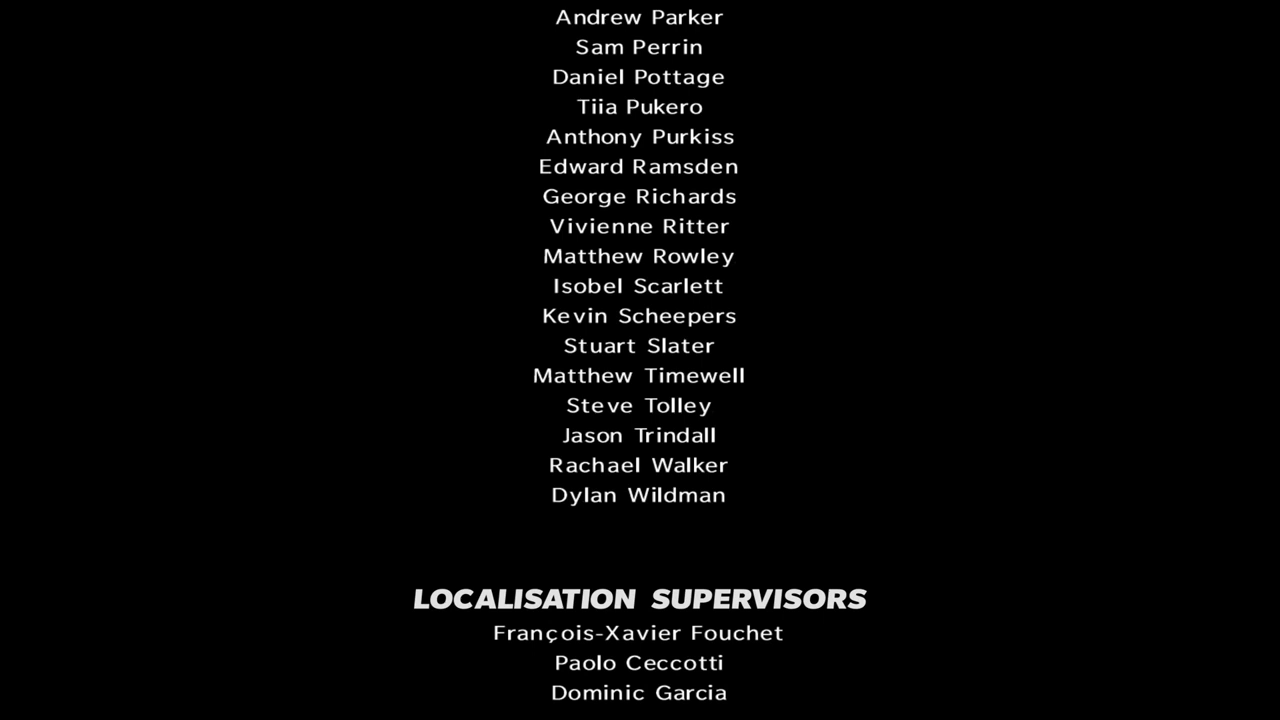 Andrew Parker
Sam Perrin
Daniel Pottage
Tiia Pukero
Anthony Purkiss
Edward Ramsden
George Richards
Vivienne Ritter
Matthew Rowley
Isobel Scarlett
Kevin Scheepers
Stuart Slater
Matthew Timewell
Steve Tolley
Jason Trindall
Rachael Walker
Dylan Wildman
LOCALISATION SUPERVISORS
François-Xavier Fouchet
Paolo Ceccotti
Dominic Garcia